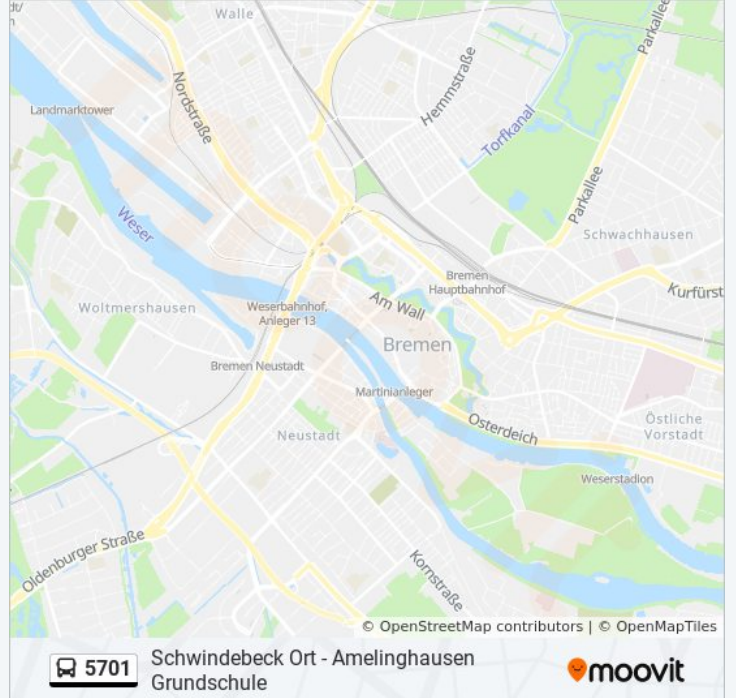 dt/
Walle
Parkallee
Hemmstraße
Nordstraße
Landmarktower
Torfkanal
Parkallee
Weser
Schwachhausen
Bremen
Hauptbahnhof
Kurfürst
Woltmershausen
Weserbahnhof,
Anleger 13
Am Wall
Bremen
Bremen Neustadt
Martinianleger
Osterdeich
Östliche
Vorstadt
Neustadt
Weserstadion
Oldenburger Straße
Kornstraße
© OpenStreetMap contributors | © OpenMapTiles
5701
Schwindebeck Ort - Amelinghausen
Grundschule
moovit